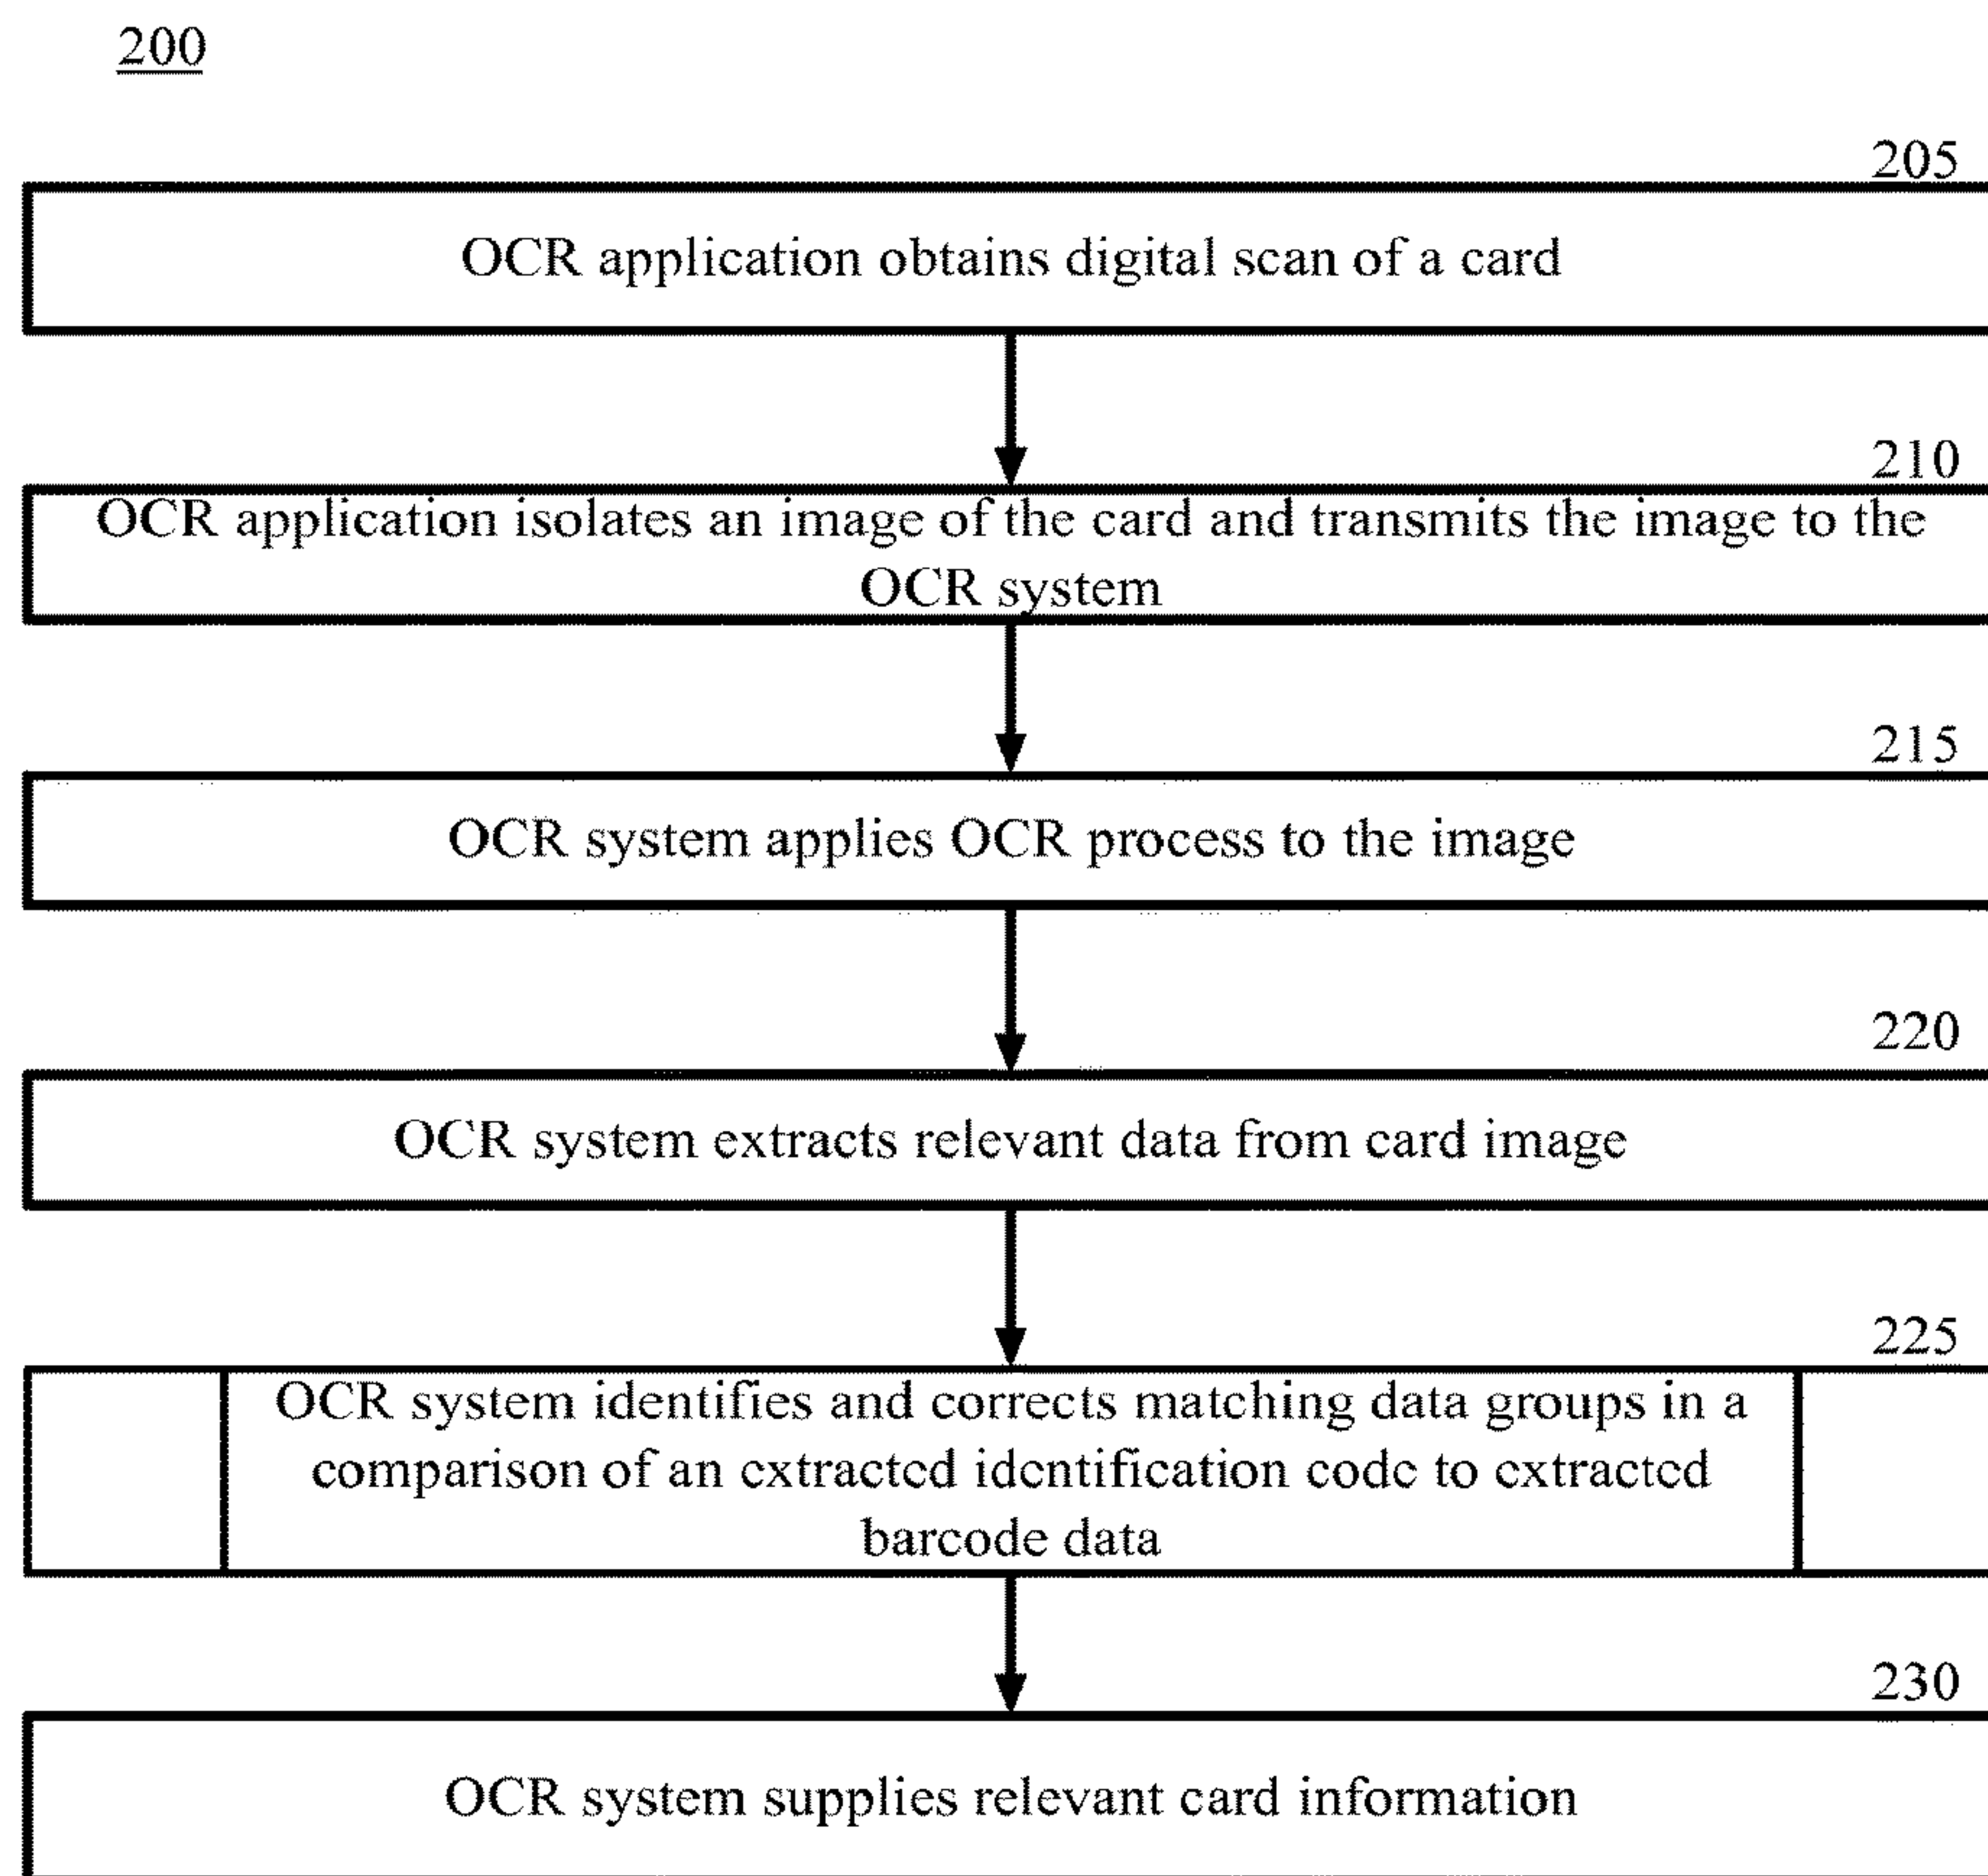 200
205
OCR application obtains digital scan of a card
210
OCR application isolates an image of the card and transmits the image to the
OCR system
215
OCR system applies OCR process to the image
220
OCR system extracts relevant data from card image
225
OCR system identifies and corrects matching data groups in a
comparison of an extracted identification code to extracted
barcode data
230
OCR system supplies relevant card information